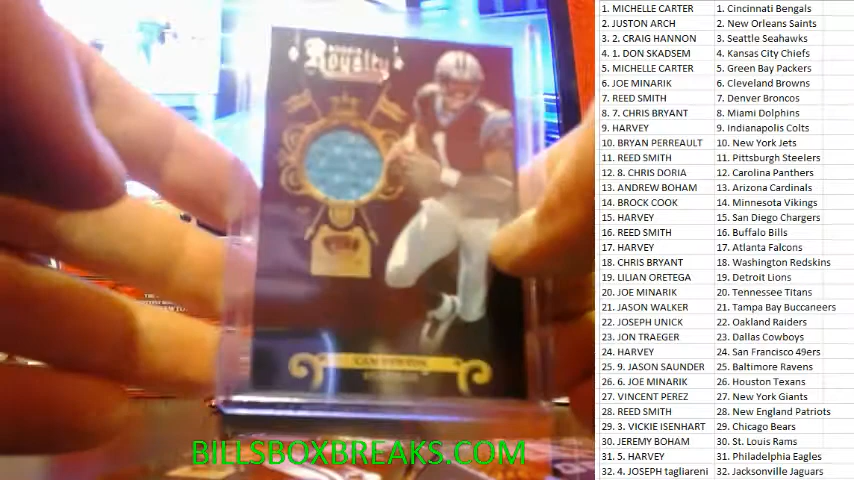 Royalty
CAM NEWTON
BILLSBOXBREAKS.COM
1. MICHELLE CARTER 1. Cincinnati Bengals
2. JUSTON ARCH 2. New Orleans Saints
3. 2. CRAIG HANNON 3. Seattle Seahawks
4. 1. DON SKADSEM 4. Kansas City Chiefs
5. MICHELLE CARTER 5. Green Bay Packers
6. JOE MINARIK 6. Cleveland Browns
7. REED SMITH 7. Denver Broncos
8. 7. CHRIS BRYANT 8. Miami Dolphins
9. HARVEY 9. Indianapolis Colts
10. BRYAN PERREAULT 10. New York Jets
11. REED SMITH 11. Pittsburgh Steelers
12. 8. CHRIS DORIA 12. Carolina Panthers
13. ANDREW BOHAM 13. Arizona Cardinals
14. BROCK COOK 14. Minnesota Vikings
15. HARVEY 15. San Diego Chargers
16. REED SMITH 16. Buffalo Bills
17. HARVEY 17. Atlanta Falcons
18. CHRIS BRYANT 18. Washington Redskins
19. LILIAN ORETEGA 19. Detroit Lions
20. JOE MINARIK 20. Tennessee Titans
21. JASON WALKER 21. Tampa Bay Buccaneers
22. JOSEPH UNICK 22. Oakland Raiders
23. JON TRAEGER 23. Dallas Cowboys
24. HARVEY 24. San Francisco 49ers
25. 9. JASON SAUNDER 25. Baltimore Ravens
26. 6. JOE MINARIK 26. Houston Texans
27. VINCENT PEREZ 27. New York Giants
28. REED SMITH 28. New England Patriots
29. 3. VICKIE ISENHART 29. Chicago Bears
30. JEREMY BOHAM 30. St. Louis Rams
31. 5. HARVEY 31. Philadelphia Eagles
32. 4. JOSEPH tagliareni 32. Jacksonville Jaguars